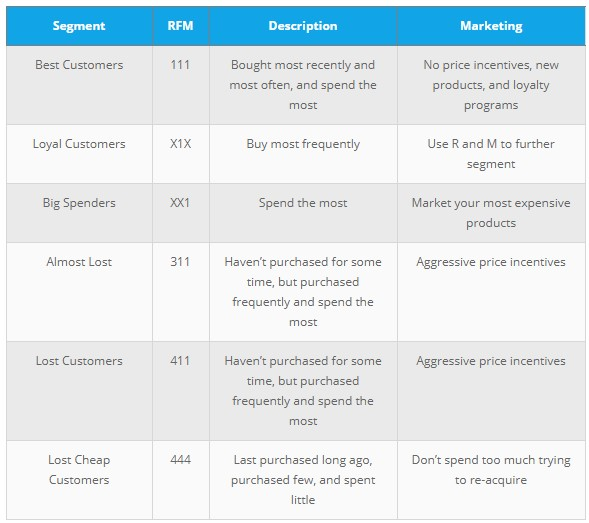 Segment RFM Description Marketing
Best Customers 111 Bought most recently and No price incentives, new
most often, and spend the products, and loyalty
most programs
Loyal Customers X1X Buy most frequently Use R and M to further
segment
Big Spenders XX1 Spend the most Market your most expensive
products
Almost Lost 311 Haven't purchased for some Aggressive price incentives
time, but purchased
frequently and spend the
most
Lost Customers 411 Haven't purchased for some Aggressive price incentives
time, but purchased
frequently and spend the
most
Lost Cheap 444 Last purchased long ago, Don't spend too much trying
Customers purchased few, and spent to re-acquire
little